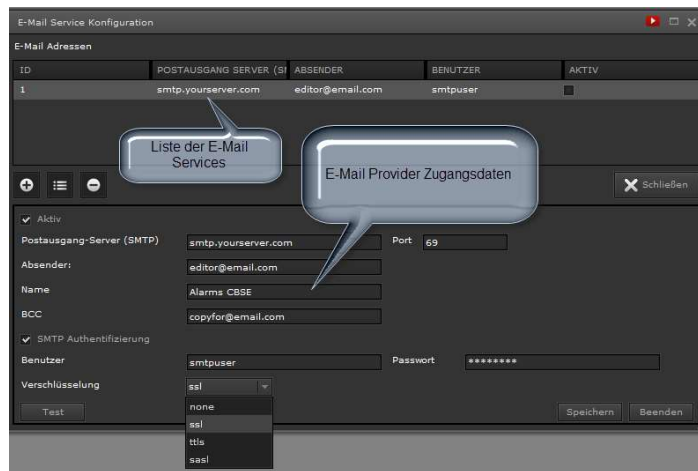 E-Mail Service Konfiguration
E-Mail Adressen
ID POSTAUSGANG SERVER (SM ABSENDER BENUTZER AKTIV
1 smtp.yourserver.com editor@email.com smtpuser
Liste der E-Mail
Services
E-Mail Provider Zugangsdaten
Schließen
Aktiv
Postausgang-Server (SMTP) smtp.yourserver.com Port 69
Absender: editor@email.com
Name Alarms CBSE
BCC copyfor@email.com
SMTP Authentifizierung
Benutzer smtpuser Passwort ********
Verschlüsselung ssl
none
ssl
ttls
sasl
Test Speichern Beenden